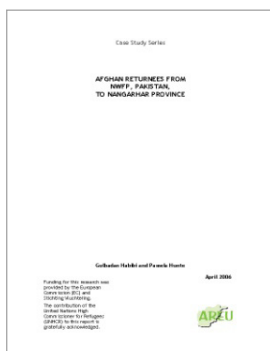 Case Study Series
AFGHAN RETURNEES FROM
NWFP, PAKISTAN,
TO NANGARHAR PROVINCE
Gulbadan Habibi and Pamela Hunte
April 2006
Funding for this research was
provided by the European
Commission (EC) and
Stichting Vluchteling.
The contribution of the
United Nations High
Commissioner for Refugees
(UNHCR) to this report is
gratefully acknowledged.
AREU